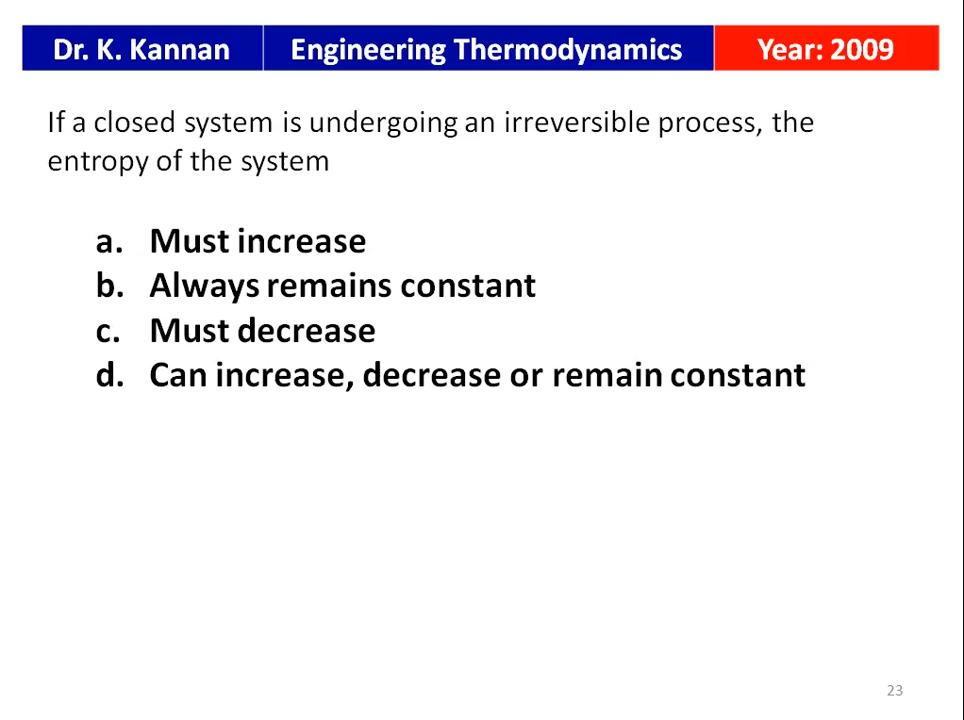 Dr. K. Kannan Engineering Thermodynamics Year: 2009
If a closed system is undergoing an irreversible process, the
entropy of the system
a. Must increase
b. Always remains constant
c. Must decrease
d. Can increase, decrease or remain constant
23